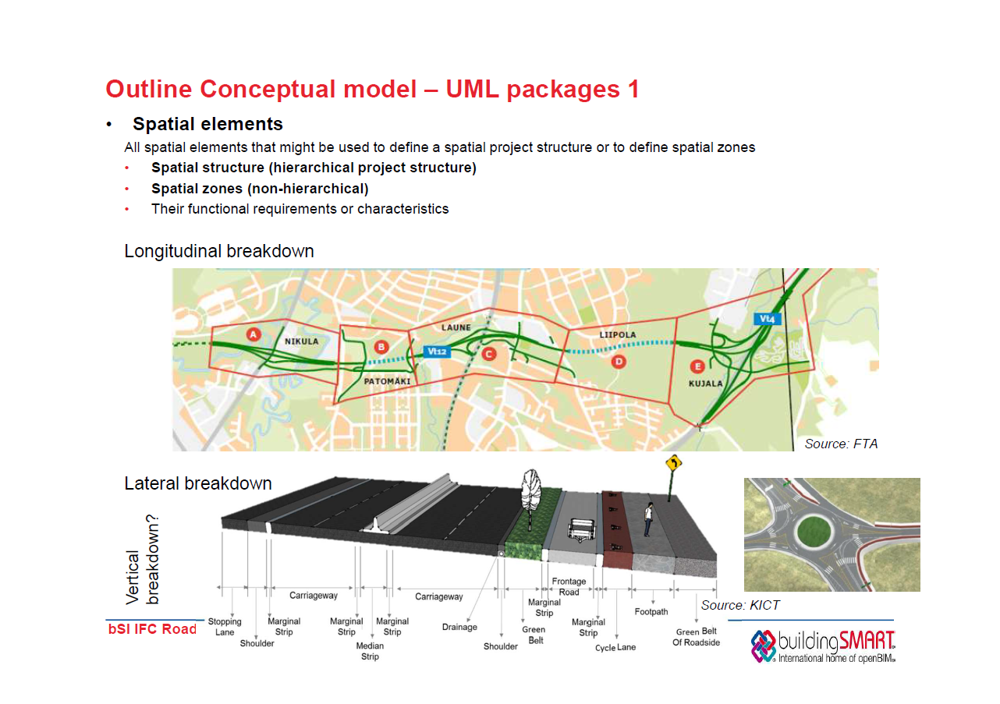 Outline Conceptual model – UML packages 1
• Spatial elements
All spatial elements that might be used to define a spatial project structure or to define spatial zones
• Spatial structure (hierarchical project structure)
• Spatial zones (non-hierarchical)
• Their functional requirements or characteristics
Longitudinal breakdown
A
NIKULA
B
PATOMÄKI
LAUNE
Vt12
C
LIIPOLA
D
E
KUJALA
Vt4
Source: FTA
Lateral breakdown
Vertical
breakdown?
Stopping
Lane
Shoulder
Marginal
Strip
Carriageway
Marginal
Strip
Median
Strip
Marginal
Strip
Carriageway
Drainage
Shoulder
Green
Belt
Marginal
Strip
Frontage
Road
Marginal
Strip
Cycle Lane
Footpath
Green Belt
Of Roadside
Source: KICT
bSI IFC Road
buildingSMART
International home of openBIM